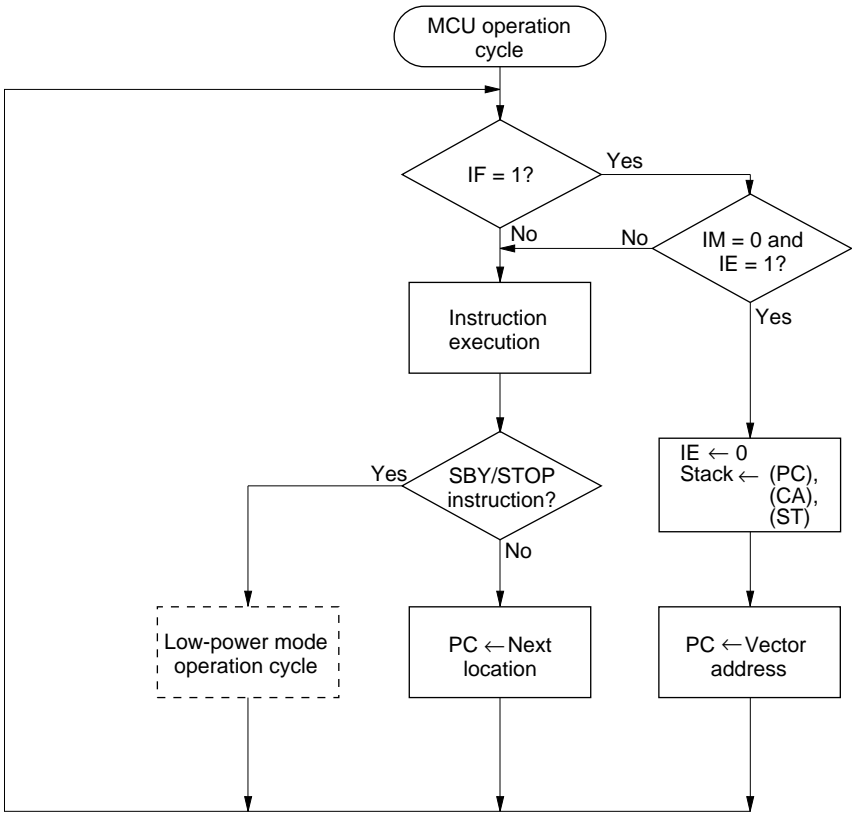 MCU operation
cycle
IF = 1?
Yes
No
No
IM = 0 and
IE = 1?
Yes
Instruction
execution
IE ← 0
Stack ← (PC),
(CA),
(ST)
Yes
SBY/STOP
instruction?
No
Low-power mode
operation cycle
PC ← Next
location
PC ← Vector
address